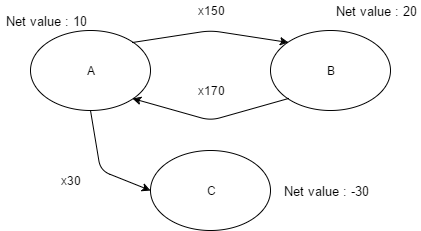 x150
Net value : 20
Net value : 10
A
B
x170
x30
C
Net value : -30